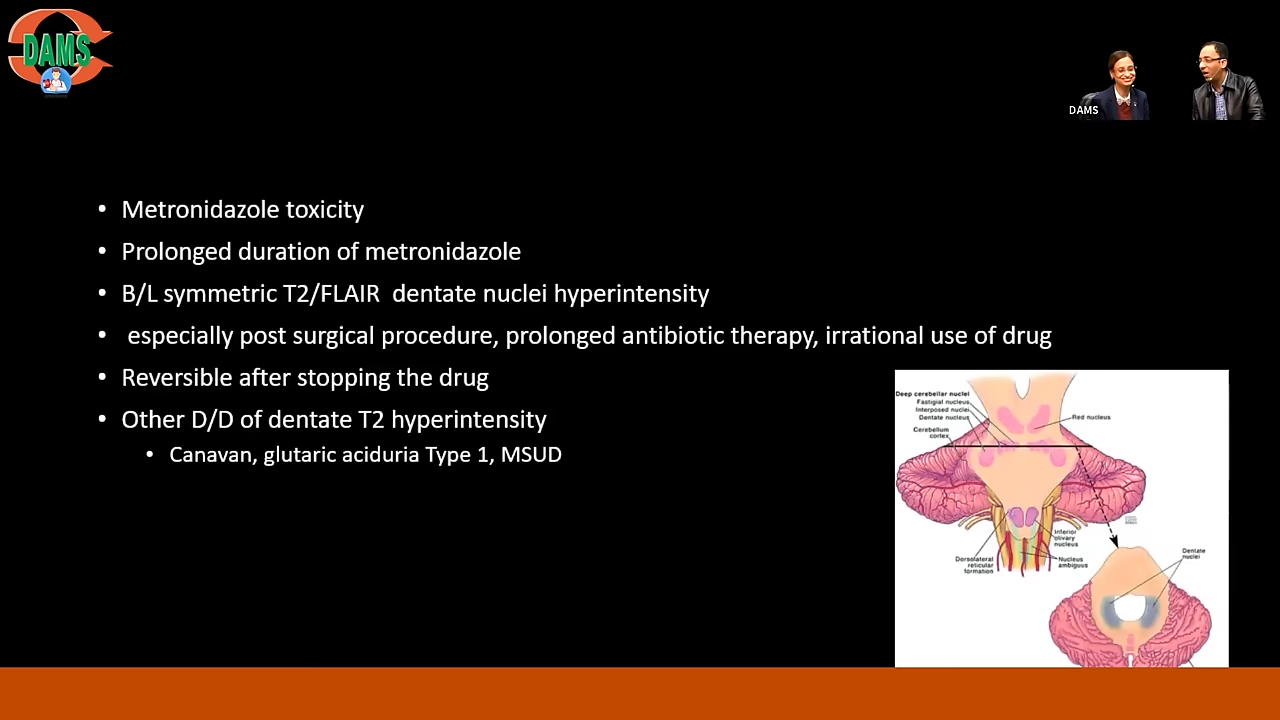 DAMS
DAMS
• Metronidazole toxicity
• Prolonged duration of metronidazole
• B/L symmetric T2/FLAIR dentate nuclei hyperintensity
• especially post surgical procedure, prolonged antibiotic therapy, irrational use of drug
• Reversible after stopping the drug
• Other D/D of dentate T2 hyperintensity
• Canavan, glutaric aciduria Type 1, MSUD
Deep cerebellar nuclei
Fastigial nucleus
Interposed nuclei
Dentate nucleus
Cerebellum
cortex
Red nucleus
Inferior
olivary
nucleus
Nucleus
ambiguus
Dorsolateral
reticular
formation
Dentate
nuclei